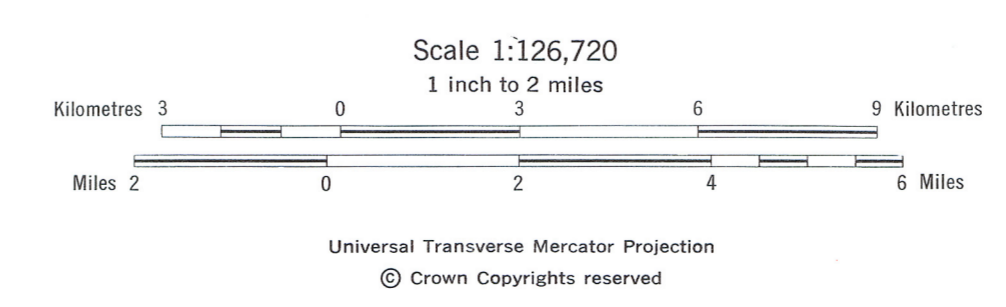 Scale 1:126,720
1 inch to 2 miles
Kilometres 3 0 3 6 9 Kilometres
Miles 2 0 2 4 6 Miles
Universal Transverse Mercator Projection
© Crown Copyrights reserved